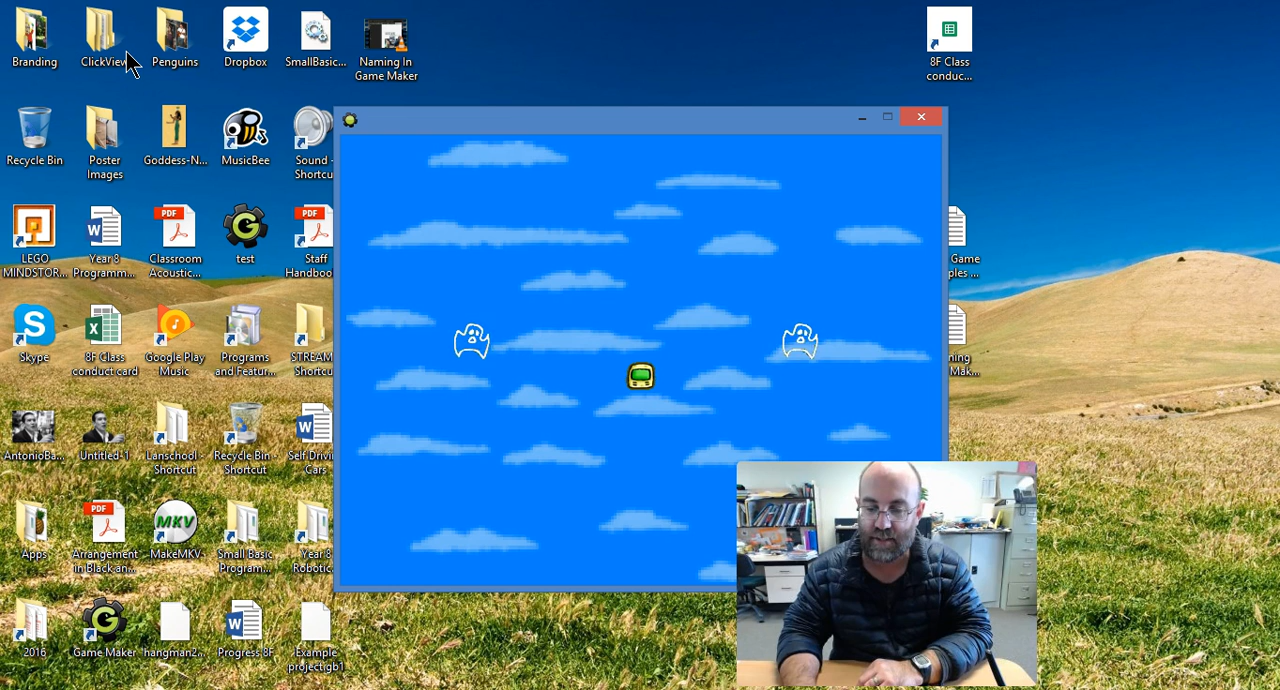 Branding
ClickView
Penguins
Dropbox
SmallBasic...
Naming In
Game Maker
8F Class
conduc...
Recycle Bin
Poster
Images
Goddess-N...
MusicBee
Sound -
Shortcu
LEGO
MINDSTOR...
Year 8
Programm...
PDF
Classroom
Acoustic...
test
PDF
Staff
Handboo
Game
ples ...
Skype
8F Class
conduct card
Google Play
Music
Programs
and Featur...
STREAM
Shortcu
ning
Mak...
AntonioBa...
Untitled-1
Lanschool -
Shortcut
Recycle Bin -
Shortcut
Self Drivin
Cars
Apps
PDF
Arrangement
in Black an...
MKV
MakeMKV
Small Basic
Program...
Year 8
Robotic
2016
Game Maker
hangman2...
Progress 8F
Example
project.gb1